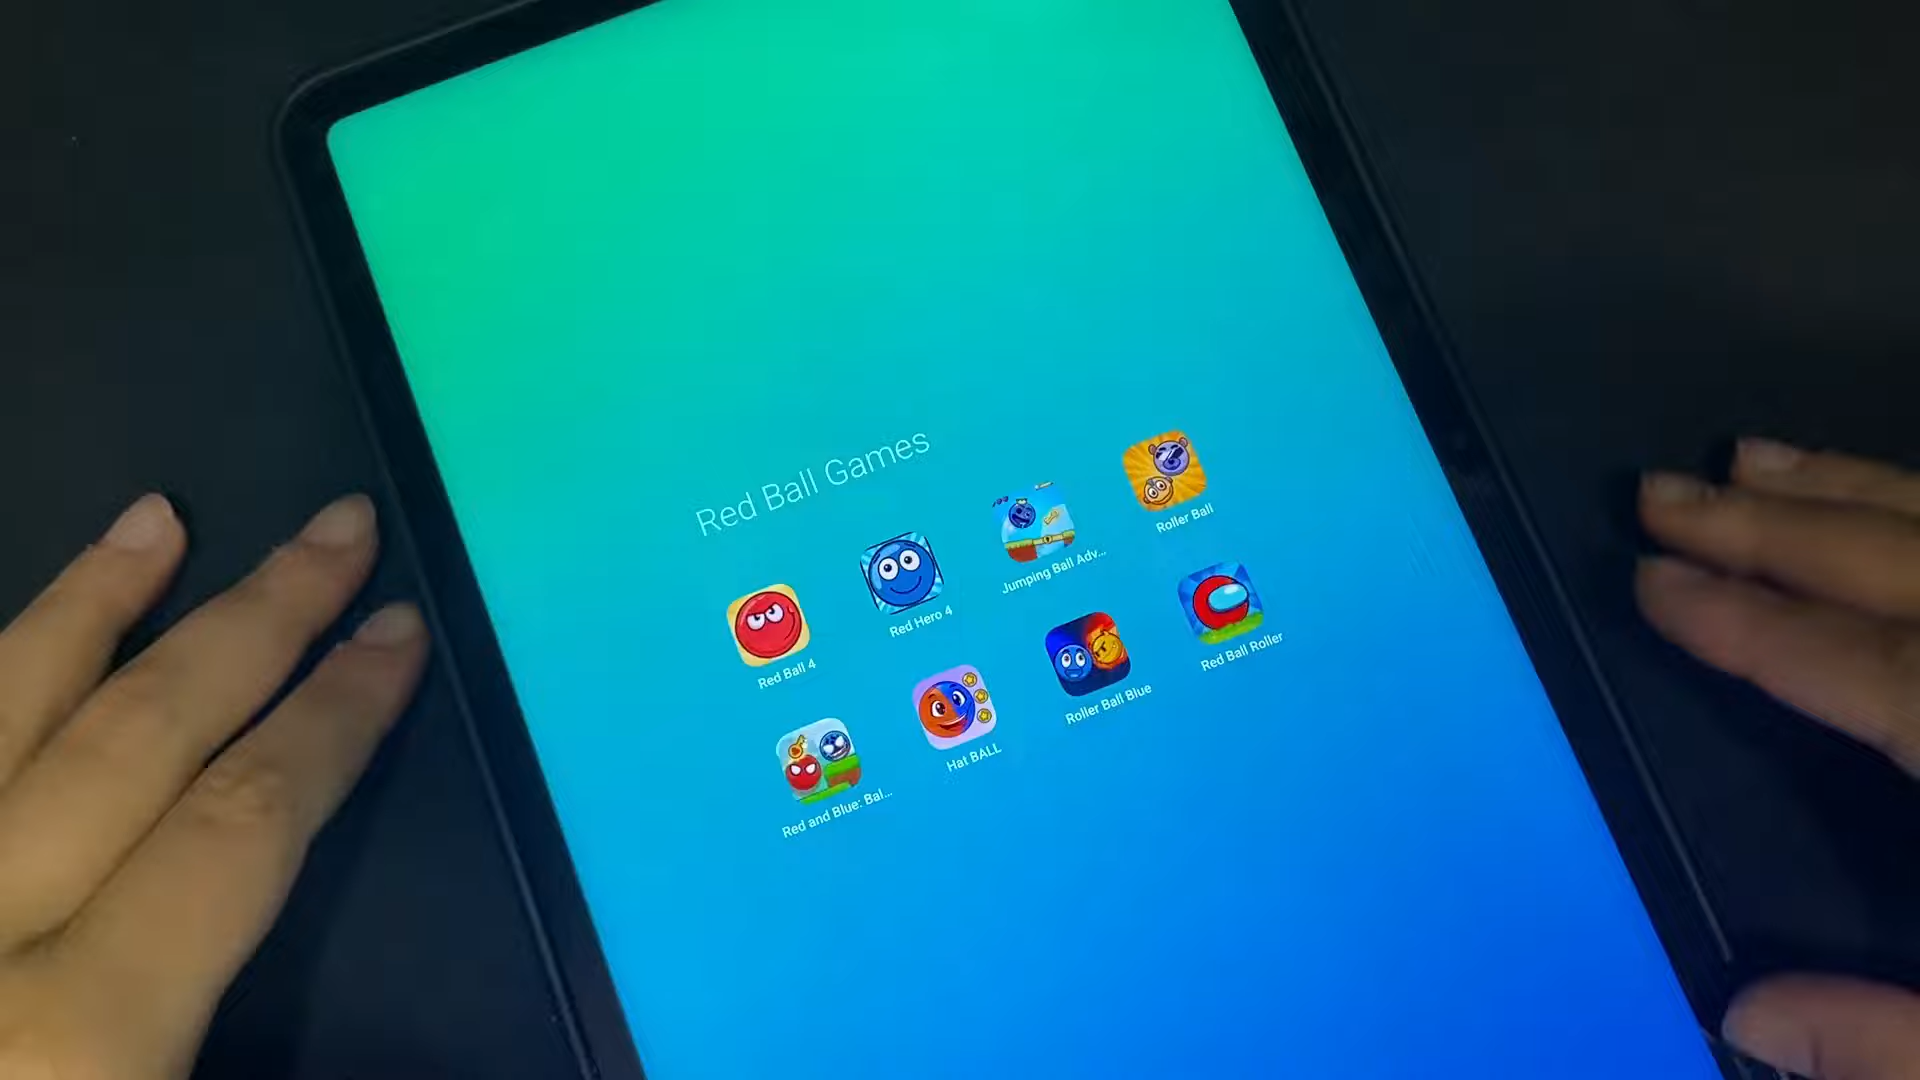 Red Ball Games
Red Ball 4
Red Hero 4
Jumping Ball Adv...
Roller Ball
Red and Blue: Bal...
Hat BALL
Roller Ball Blue
Red Ball Roller